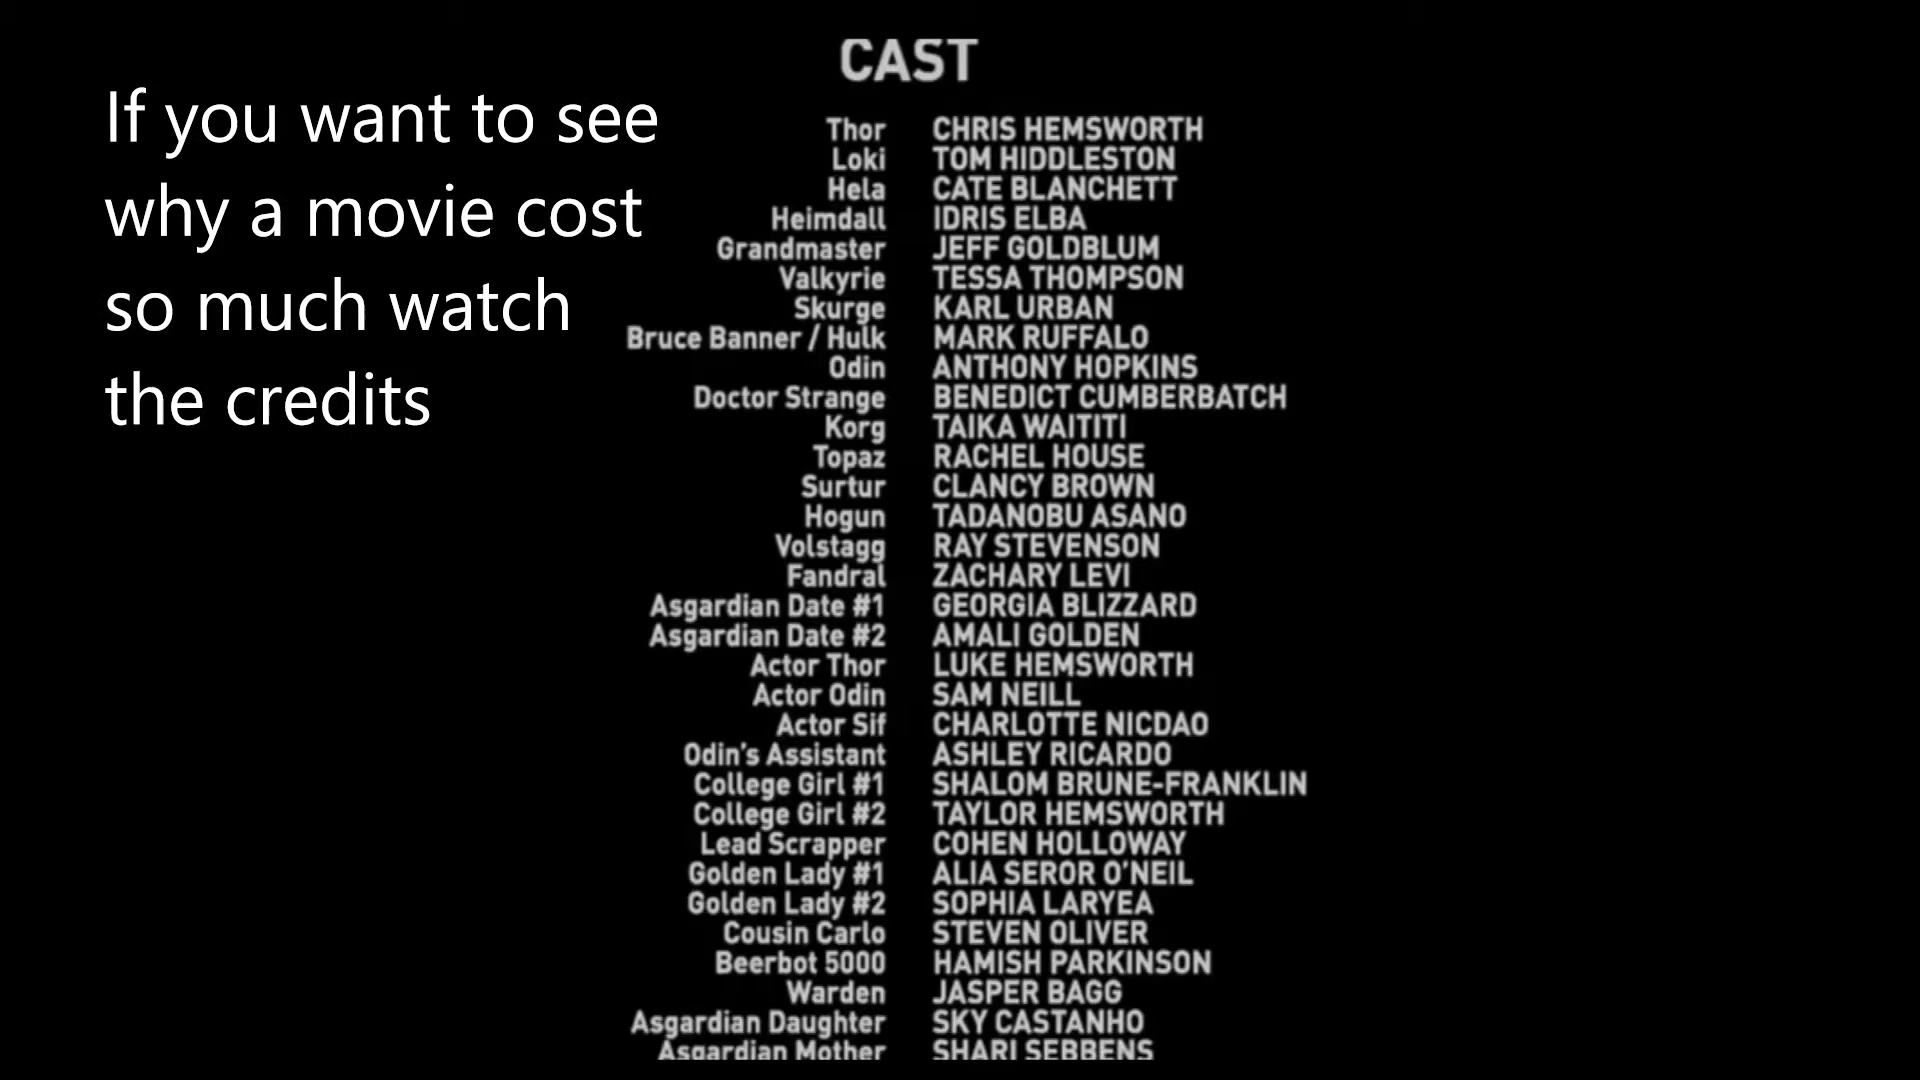 If you want to see
why a movie cost
so much watch
the credits
CAST
Thor CHRIS HEMSWORTH
Loki TOM HIDDLESTON
Hela CATE BLANCHETT
Heimdall IDRIS ELBA
Grandmaster JEFF GOLDBLUM
Valkyrie TESSA THOMPSON
Skurge KARL URBAN
Bruce Banner / Hulk MARK RUFFALO
Odin ANTHONY HOPKINS
Doctor Strange BENEDICT CUMBERBATCH
Korg TAIKA WAITITI
Topaz RACHEL HOUSE
Surtur CLANCY BROWN
Hogun TADANOBU ASANO
Volstagg RAY STEVENSON
Fandral ZACHARY LEVI
Asgardian Date #1 GEORGIA BLIZZARD
Asgardian Date #2 AMALI GOLDEN
Actor Thor LUKE HEMSWORTH
Actor Odin SAM NEILL
Actor Sif CHARLOTTE NICDAO
Odin's Assistant ASHLEY RICARDO
College Girl #1 SHALOM BRUNE-FRANKLIN
College Girl #2 TAYLOR HEMSWORTH
Lead Scrapper COHEN HOLLOWAY
Golden Lady #1 ALIA SEROR O'NEIL
Golden Lady #2 SOPHIA LARYEA
Cousin Carlo STEVEN OLIVER
Beerbot 5000 HAMISH PARKINSON
Warden JASPER BAGG
Asgardian Daughter SKY CASTANHO
Asgardian Mother SHARI SEBBENS